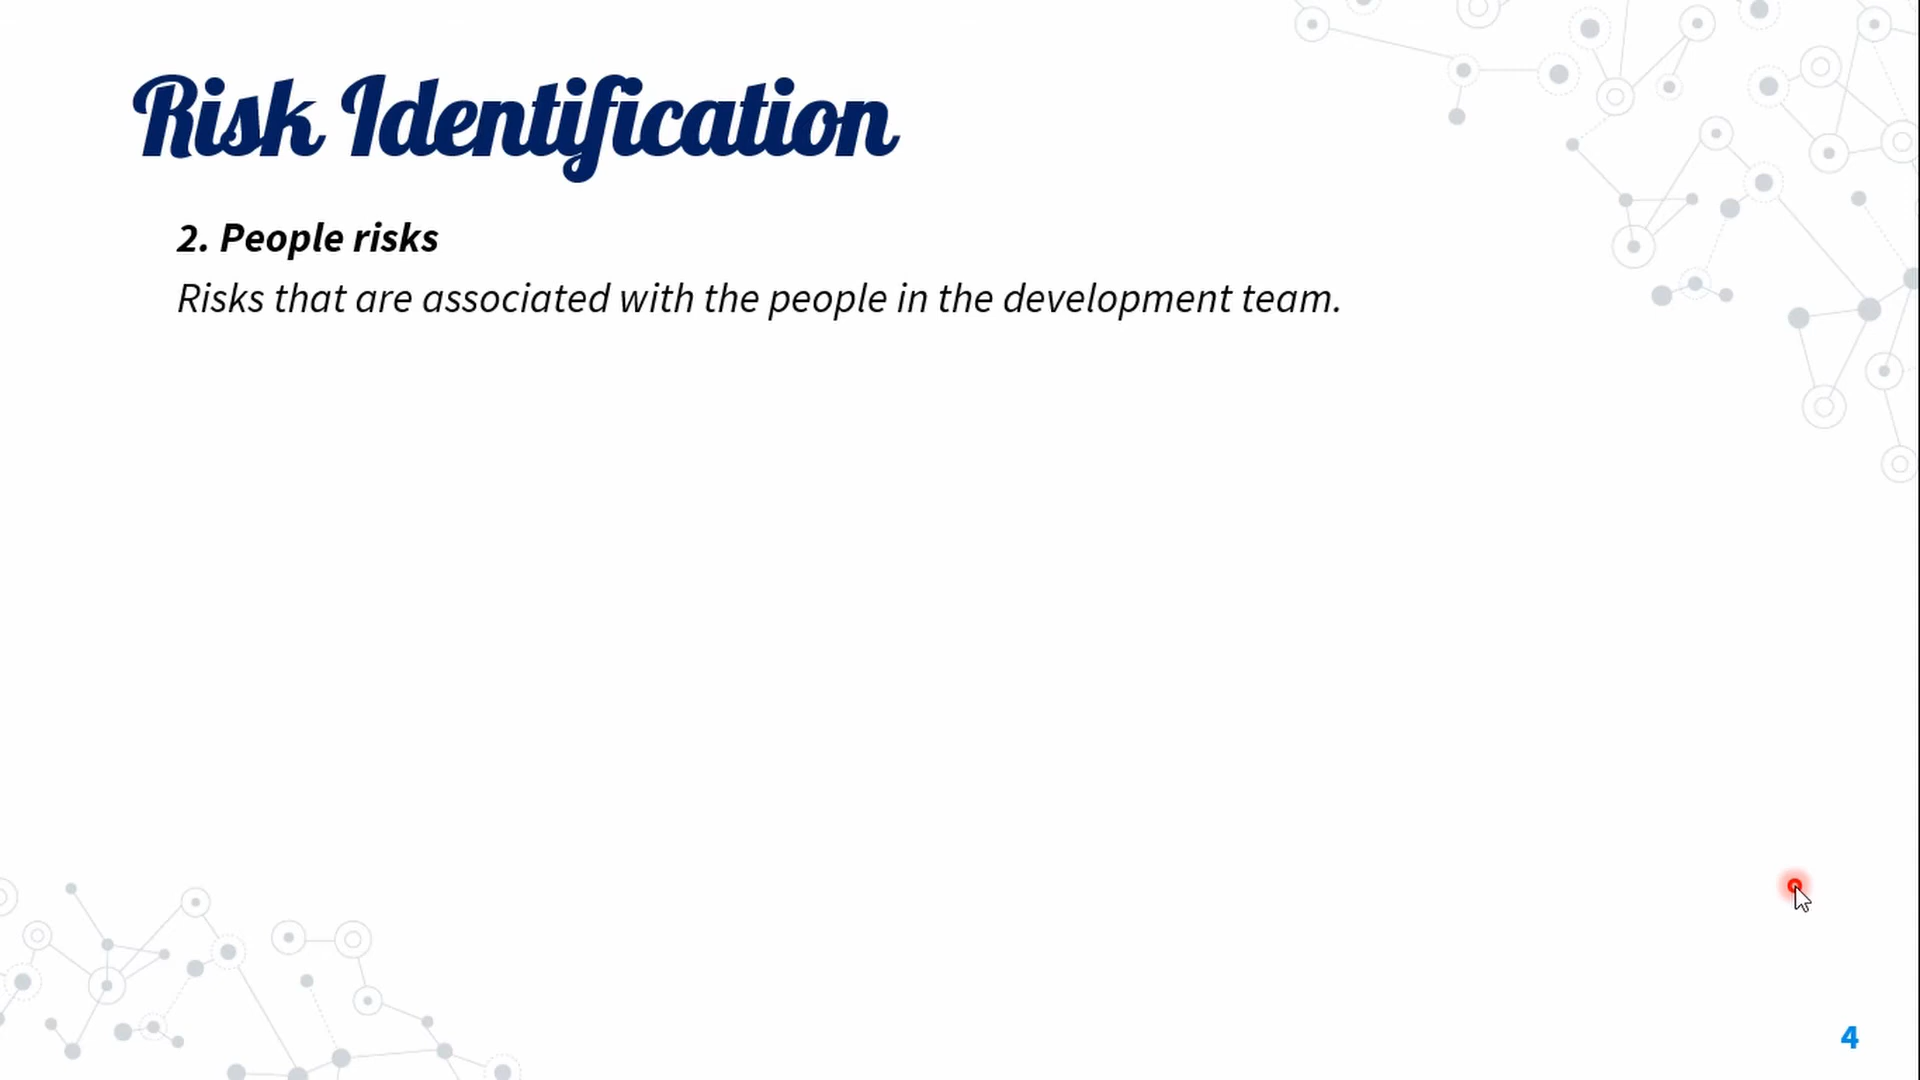 Risk Identification
2. People risks
Risks that are associated with the people in the development team.
4